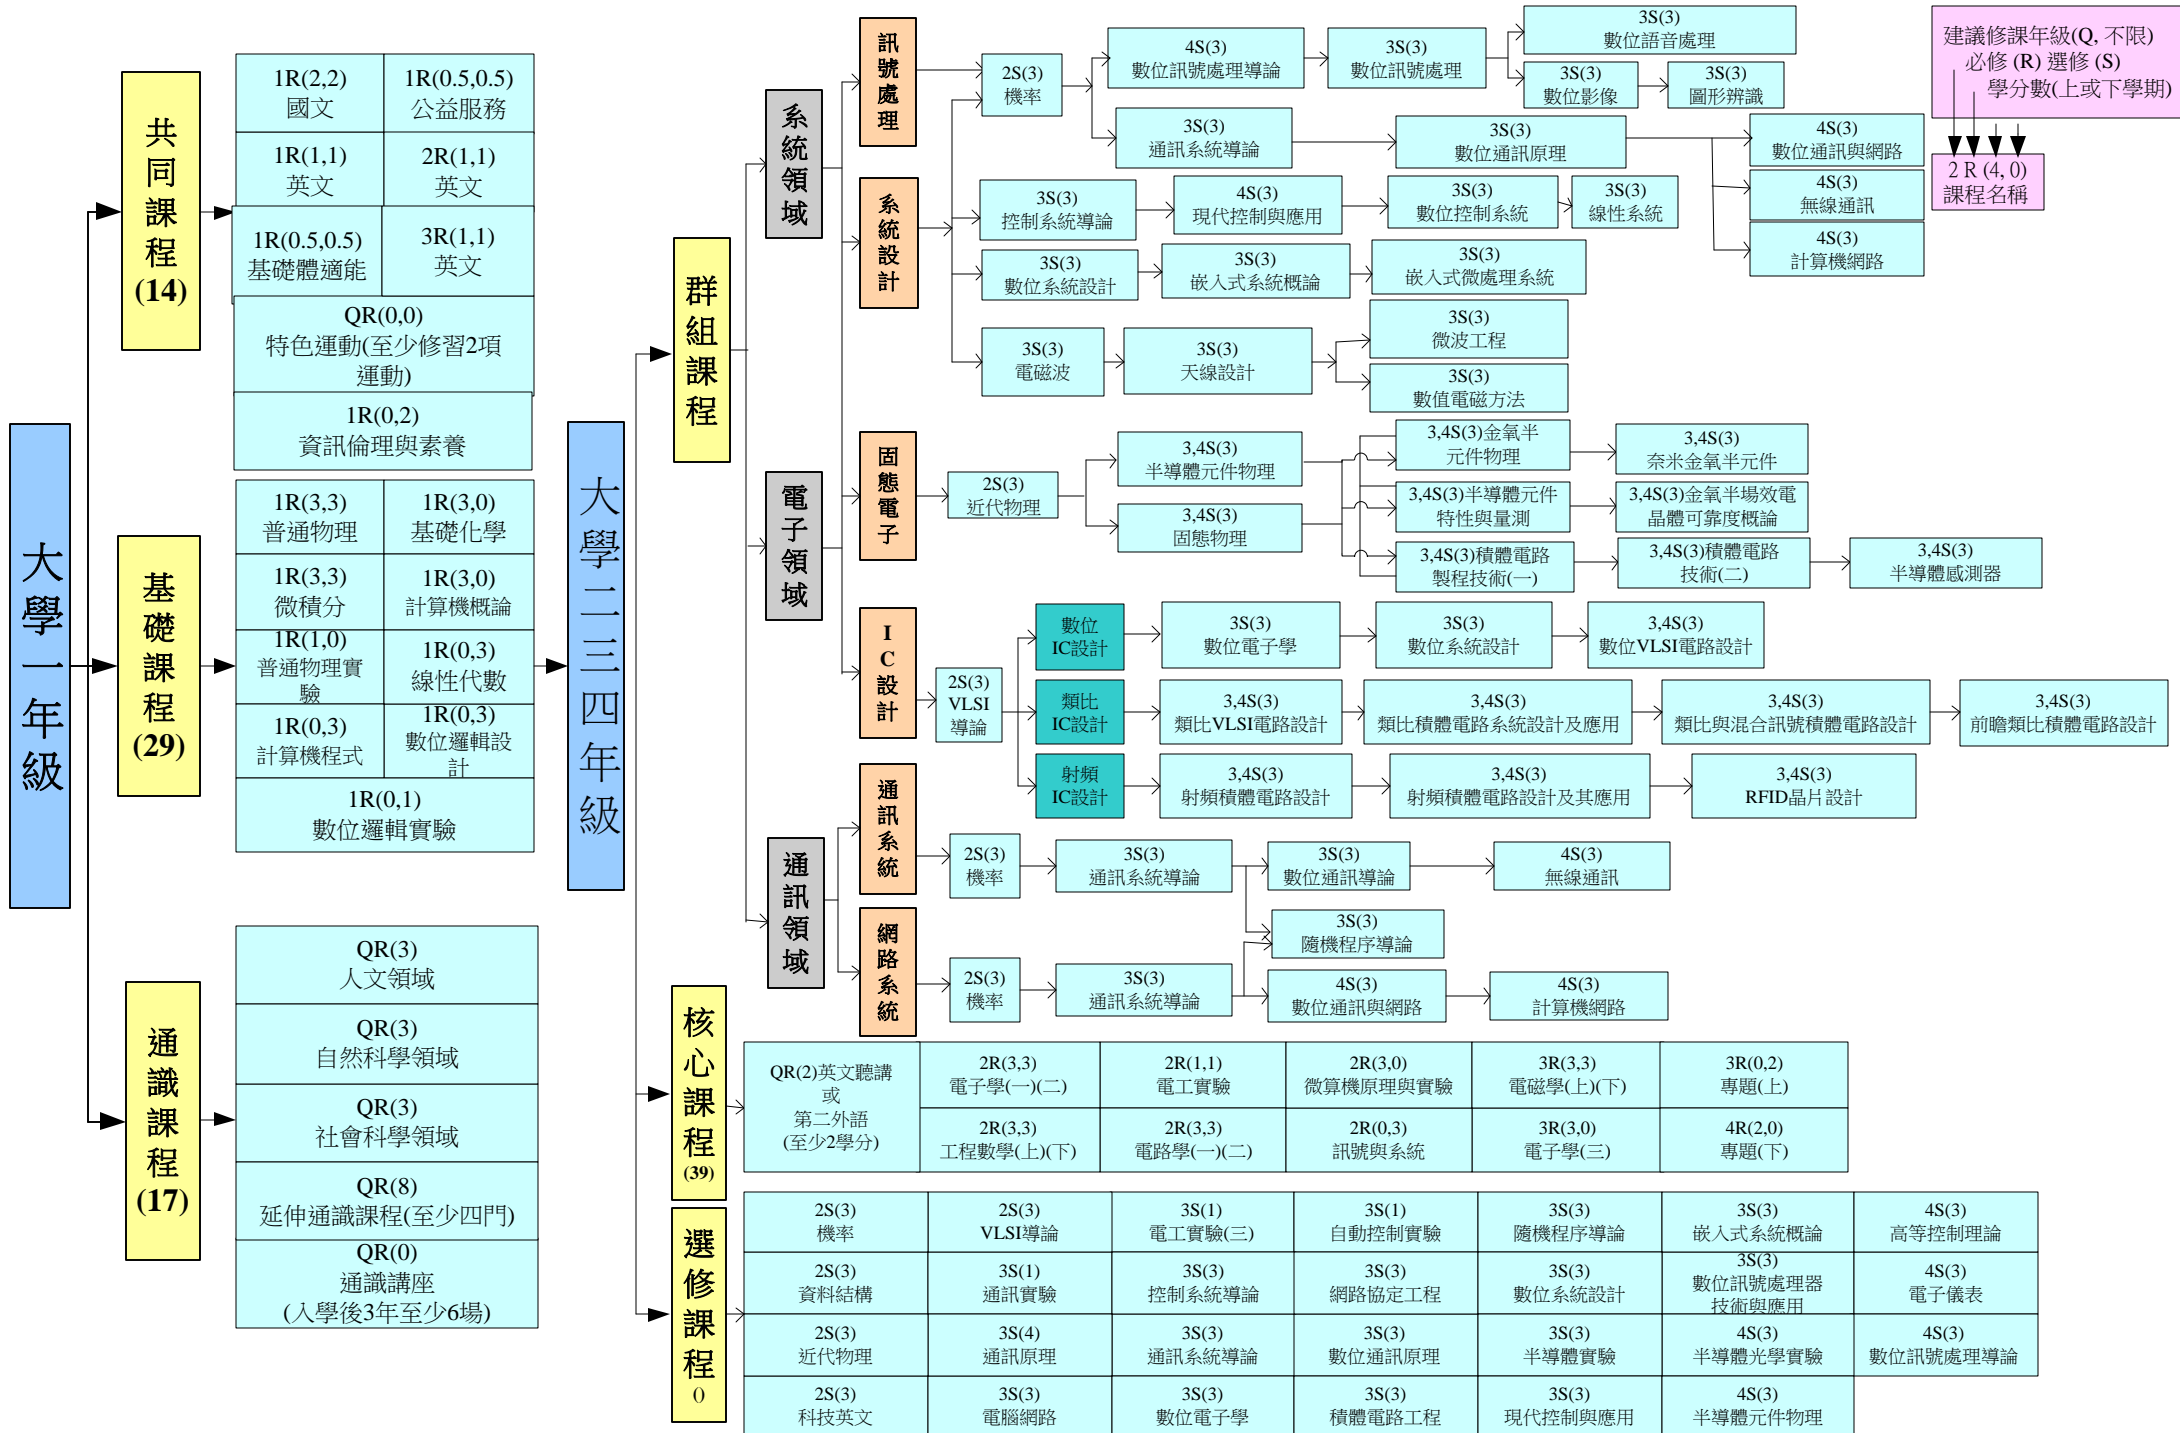 大學一年級
共同課程
(14)
1R(2,2)
國文
1R(0.5,0.5)
公益服務
1R(1,1)
英文
2R(1,1)
英文
1R(0.5,0.5)
基礎體適能
3R(1,1)
英文
QR(0,0)
特色運動(至少修習2項
運動)
1R(0,2)
資訊倫理與素養
基礎課程
(29)
1R(3,3)
普通物理
1R(3,0)
基礎化學
1R(3,3)
微積分
1R(3,0)
計算機概論
1R(1,0)
普通物理實
驗
1R(0,3)
線性代數
1R(0,3)
計算機程式
1R(0,3)
數位邏輯設
計
1R(0,1)
數位邏輯實驗
通識課程
(17)
QR(3)
人文領域
QR(3)
自然科學領域
QR(3)
社會科學領域
QR(8)
延伸通識課程(至少四門)
QR(0)
通識講座
(入學後3年至少6場)
大學二三四年級
群組課程
系統領域
訊號處理
2S(3)
機率
4S(3)
數位訊號處理導論
3S(3)
數位訊號處理
3S(3)
數位語音處理
3S(3)
數位影像
3S(3)
圖形辨識
3S(3)
通訊系統導論
3S(3)
數位通訊原理
4S(3)
數位通訊與網路
4S(3)
無線通訊
4S(3)
計算機網路
系統設計
3S(3)
控制系統導論
4S(3)
現代控制與應用
3S(3)
數位控制系統
3S(3)
線性系統
3S(3)
數位系統設計
3S(3)
嵌入式系統概論
3S(3)
嵌入式微處理系統
3S(3)
電磁波
3S(3)
天線設計
3S(3)
微波工程
3S(3)
數值電磁方法
建議修課年級(Q, 不限)
必修 (R) 選修 (S)
學分數(上或下學期)
2 R (4, 0)
課程名稱
電子領域
固態電子
2S(3)
近代物理
3,4S(3)
半導體元件物理
3,4S(3)
固態物理
3,4S(3)金氧半
元件物理
3,4S(3)
奈米金氧半元件
3,4S(3)半導體元件
特性與量測
3,4S(3)金氧半場效電
晶體可靠度概論
3,4S(3)積體電路
製程技術(一)
3,4S(3)積體電路
技術(二)
3,4S(3)
半導體感測器
IC設計
2S(3)
VLSI
導論
數位
IC設計
3S(3)
數位電子學
3S(3)
數位系統設計
3,4S(3)
數位VLSI電路設計
類比
IC設計
3,4S(3)
類比VLSI電路設計
3,4S(3)
類比積體電路系統設計及應用
3,4S(3)
類比與混合訊號積體電路設計
3,4S(3)
前瞻類比積體電路設計
射頻
IC設計
3,4S(3)
射頻積體電路設計
3,4S(3)
射頻積體電路設計及其應用
3,4S(3)
RFID晶片設計
通訊領域
通訊系統
2S(3)
機率
3S(3)
通訊系統導論
3S(3)
數位通訊導論
4S(3)
無線通訊
3S(3)
隨機程序導論
網路系統
2S(3)
機率
3S(3)
通訊系統導論
4S(3)
數位通訊與網路
4S(3)
計算機網路
核心課程
(39)
QR(2)英文聽講
或
第二外語
(至少2學分)
2R(3,3)
電子學(一)(二)
2R(1,1)
電工實驗
2R(3,0)
微算機原理與實驗
3R(3,3)
電磁學(上)(下)
3R(0,2)
專題(上)
2R(3,3)
工程數學(上)(下)
2R(3,3)
電路學(一)(二)
2R(0,3)
訊號與系統
3R(3,0)
電子學(三)
4R(2,0)
專題(下)
選修課程
()
2S(3)
機率
2S(3)
VLSI導論
3S(1)
電工實驗(三)
3S(1)
自動控制實驗
3S(3)
隨機程序導論
3S(3)
嵌入式系統概論
4S(3)
高等控制理論
2S(3)
資料結構
3S(1)
通訊實驗
3S(3)
控制系統導論
3S(3)
網路協定工程
3S(3)
數位系統設計
3S(3)
數位訊號處理器
技術與應用
4S(3)
電子儀表
2S(3)
近代物理
3S(4)
通訊原理
3S(3)
通訊系統導論
3S(3)
數位通訊原理
3S(3)
半導體實驗
4S(3)
半導體光學實驗
4S(3)
數位訊號處理導論
2S(3)
科技英文
3S(3)
電腦網路
3S(3)
數位電子學
3S(3)
積體電路工程
3S(3)
現代控制與應用
4S(3)
半導體元件物理